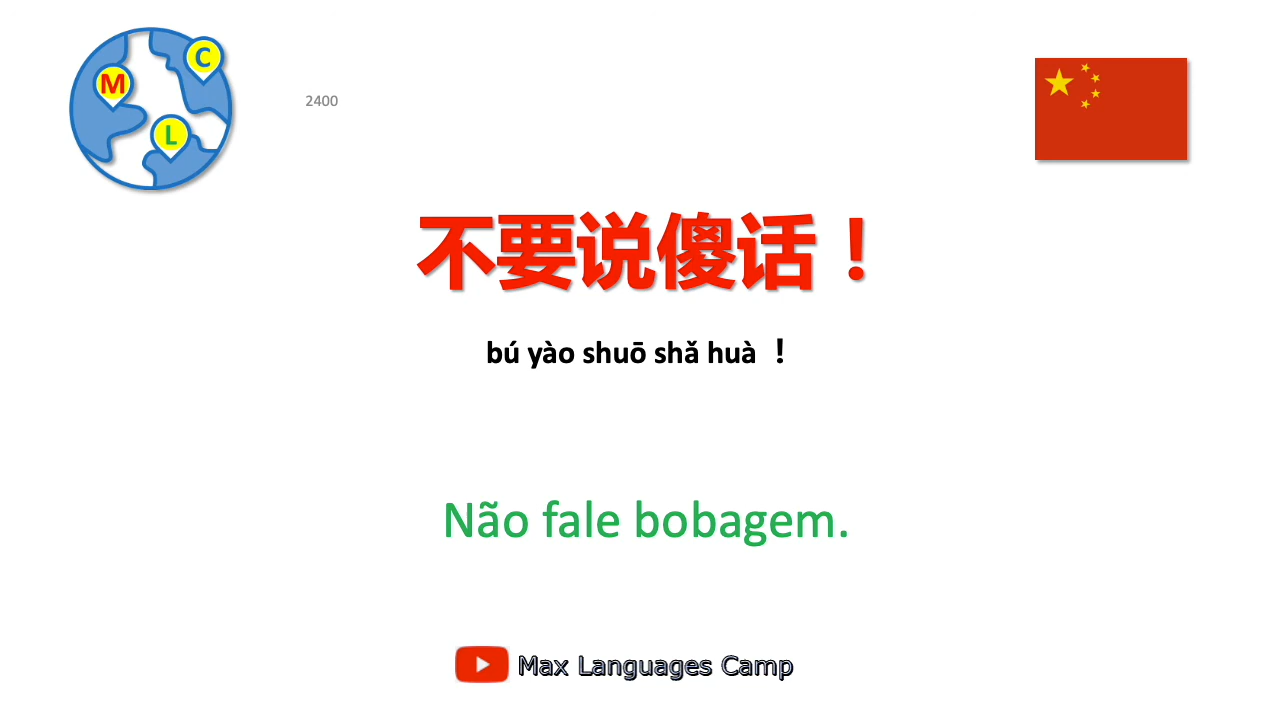 M
C
L
2400
不要说傻话！
bú yào shuō shǎ huà ！
Não fale bobagem.
Max Languages Camp